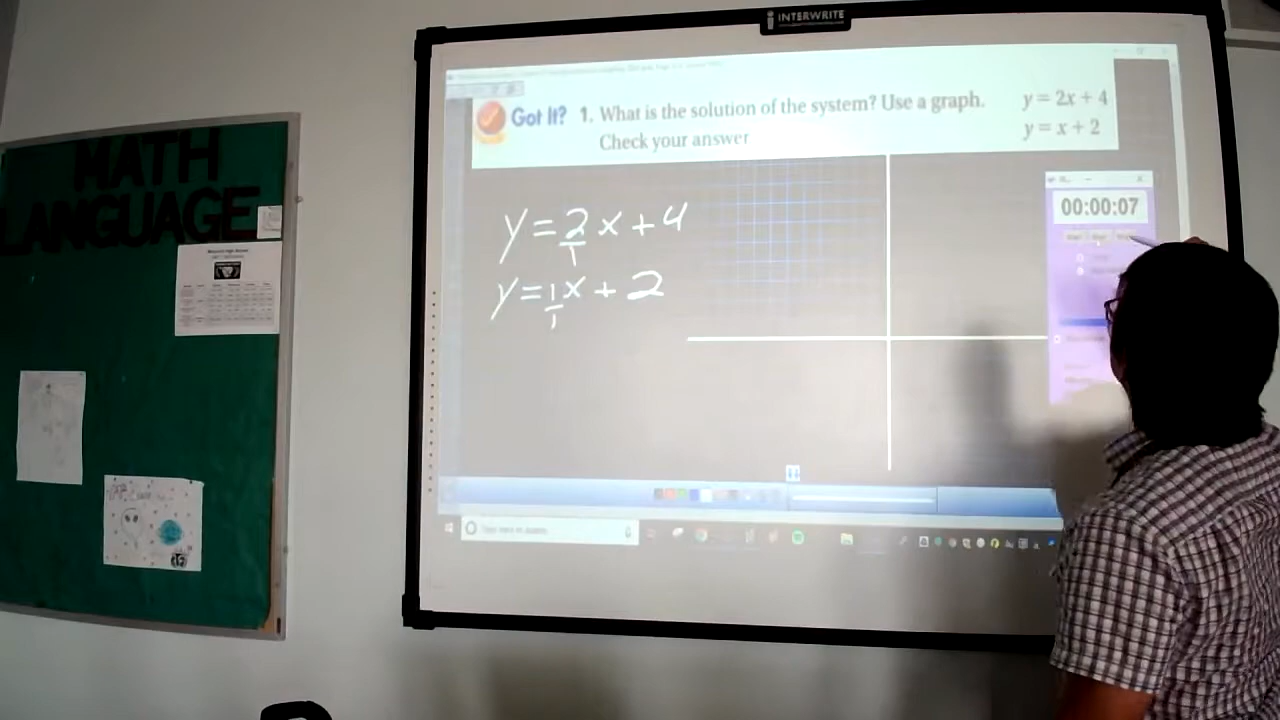 INTERWRITE
Got It? 1. What is the solution of the system? Use a graph.
Check your answer
y = 2x + 4
y = x + 2
MATH
LANGUAGE
y = 2/1 x + 4
y = 1/1 x + 2
00:00:07